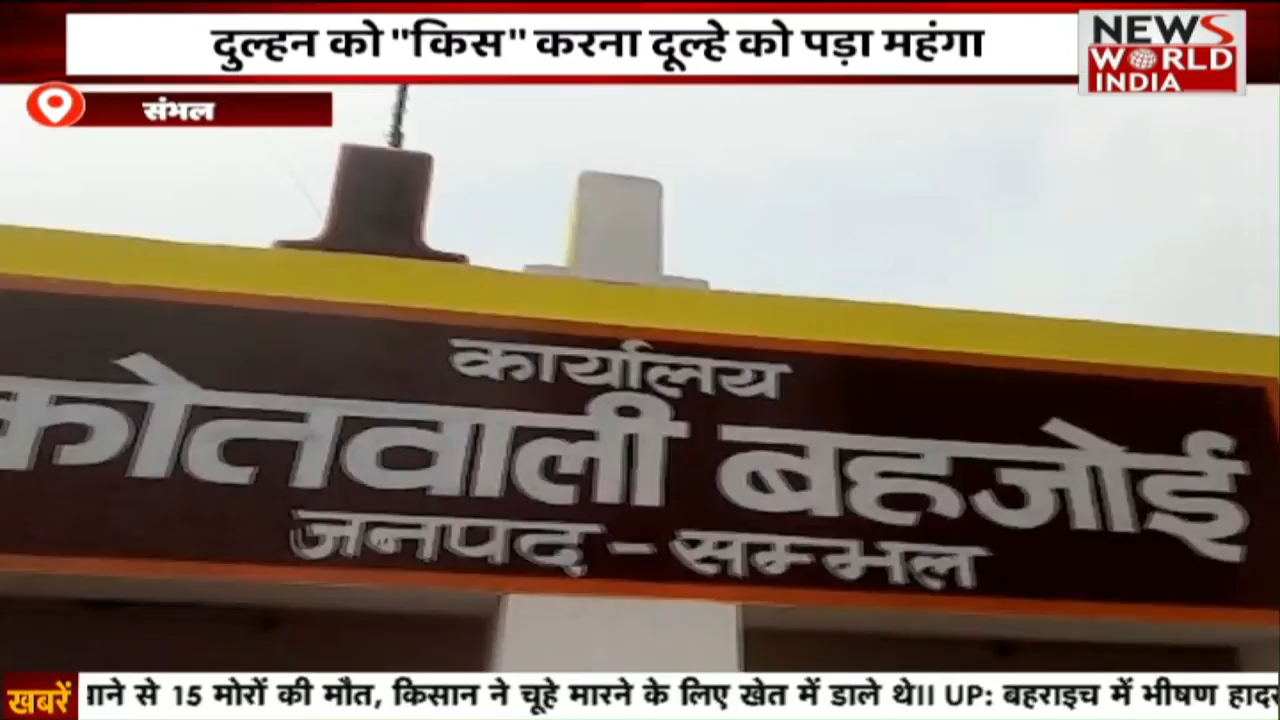 दुल्हन को "किस" करना दूल्हे को पड़ा महंगा
NEWS
WORLD
INDIA
संभल
कार्यालय
कोतवाली बहजोई
जनपद - सम्भल
खबरें
से 15 मोरों की मौत, किसान ने चूहे मारने के लिए खेत में डाले थे॥ UP: बहराइच में भीषण